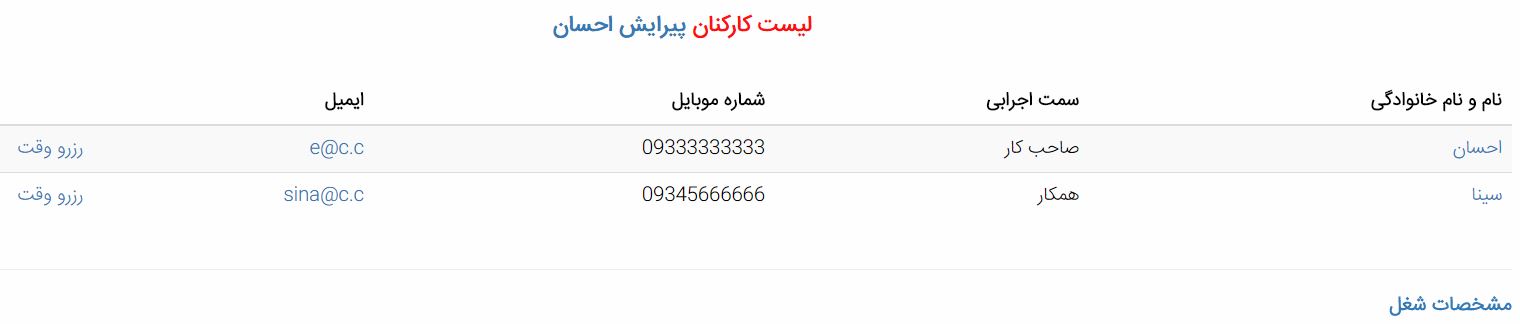 لیست کارکنان پیرایش احسان
نام و نام خانوادگی سمت اجرابی شماره موبایل ایمیل
احسان صاحب کار 09333333333 e@c.c رزرو وقت
سینا همکار 09345666666 sina@c.c رزرو وقت
مشخصات شغل